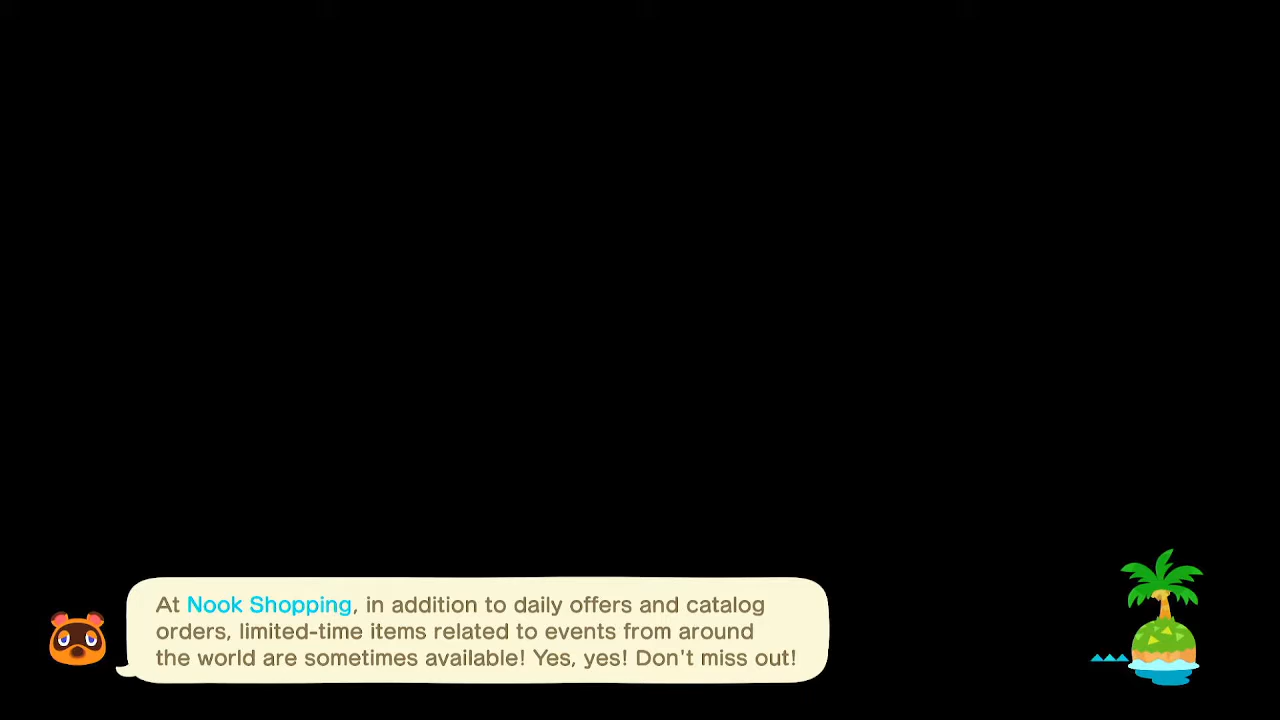 At Nook Shopping, in addition to daily offers and catalog
orders, limited-time items related to events from around
the world are sometimes available! Yes, yes! Don't miss out!